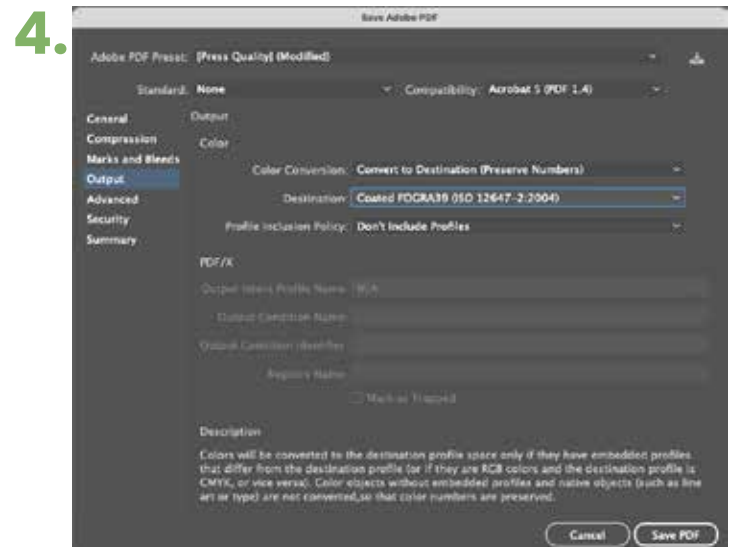 4.
Save Adobe PDF
Adobe PDF Preset: [Press Quality] (Modified)
Standard: None Compatibility: Acrobat 5 (PDF 1.4)
General
Compression
Marks and Bleeds
Output
Advanced
Security
Summary
Output
Color
Color Conversion: Convert to Destination (Preserve Numbers)
Destination: Coated FOGRA39 (ISO 12647-2:2004)
Profile Inclusion Policy: Don't Include Profiles
PDF/X
Output Intent Profile Name: N/A
Output Condition Name:
Output Condition Identifier:
Registry Name:
Mark as Trapped
Description
Colors will be converted to the destination profile space only if they have embedded profiles
that differ from the destination profile (or if they are RGB colors and the destination profile is
CMYK, or vice versa). Color objects without embedded profiles and native objects (such as line
art or type) are not converted,so that color numbers are preserved.
Cancel Save PDF